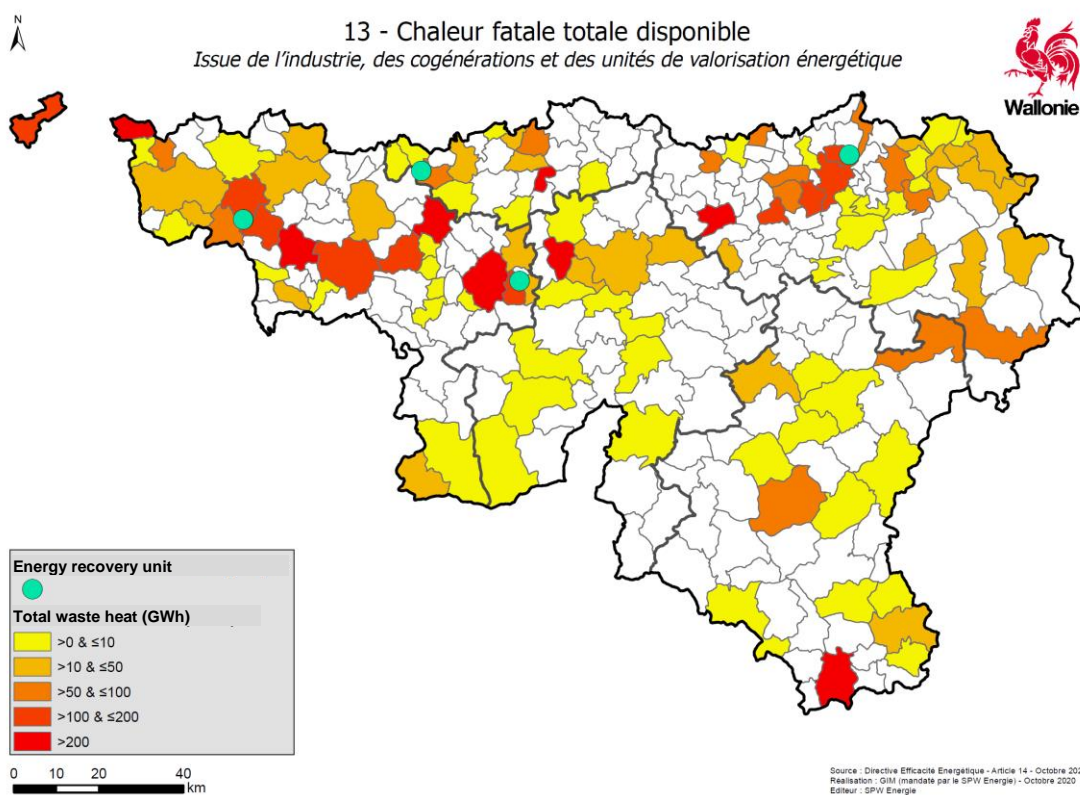 N
13 - Chaleur fatale totale disponible
Issue de l'industrie, des cogénérations et des unités de valorisation énergétique
Wallonie
Energy recovery unit
Total waste heat (GWh)
>0 & ≤10
>10 & ≤50
>50 & ≤100
>100 & ≤200
>200
0 10 20 40
km
Source : Directive Efficacité Energétique - Article 14 - Octobre 202
Réalisation : GIM (mandaté par le SPW Energie) - Octobre 2020
Editeur : SPW Energie